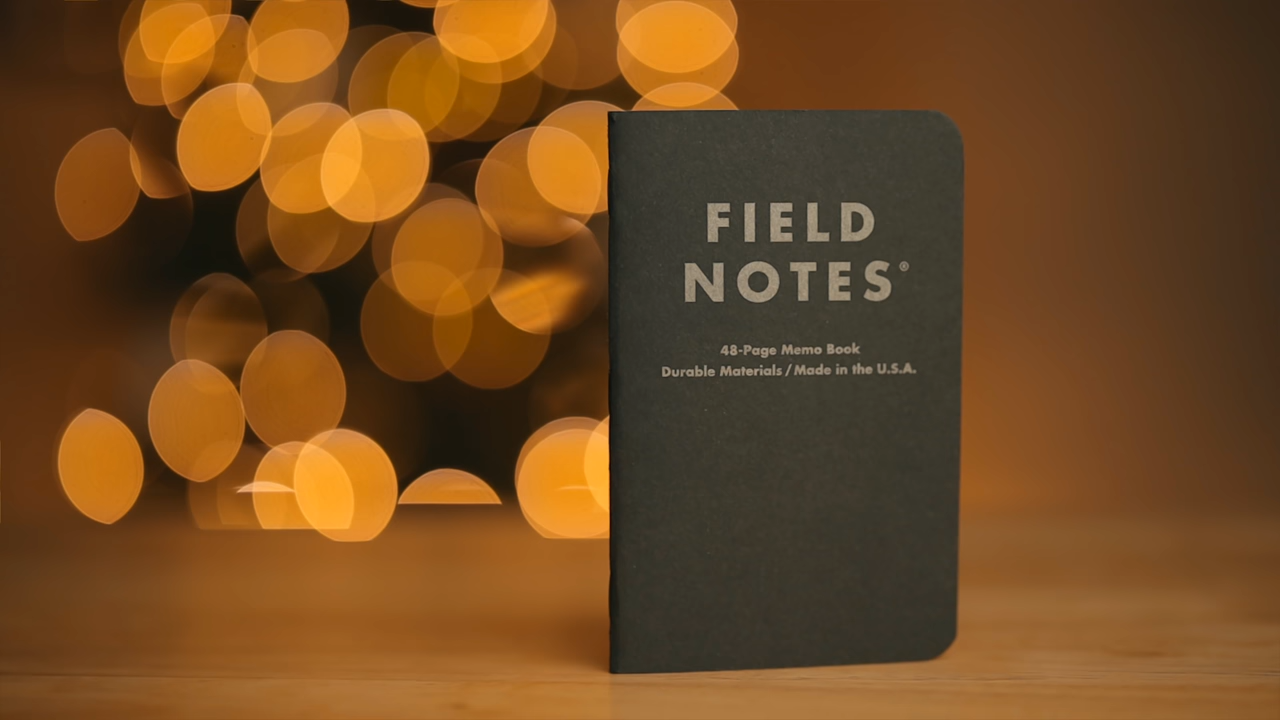 FIELD
NOTES®
48-Page Memo Book
Durable Materials / Made in the U.S.A.